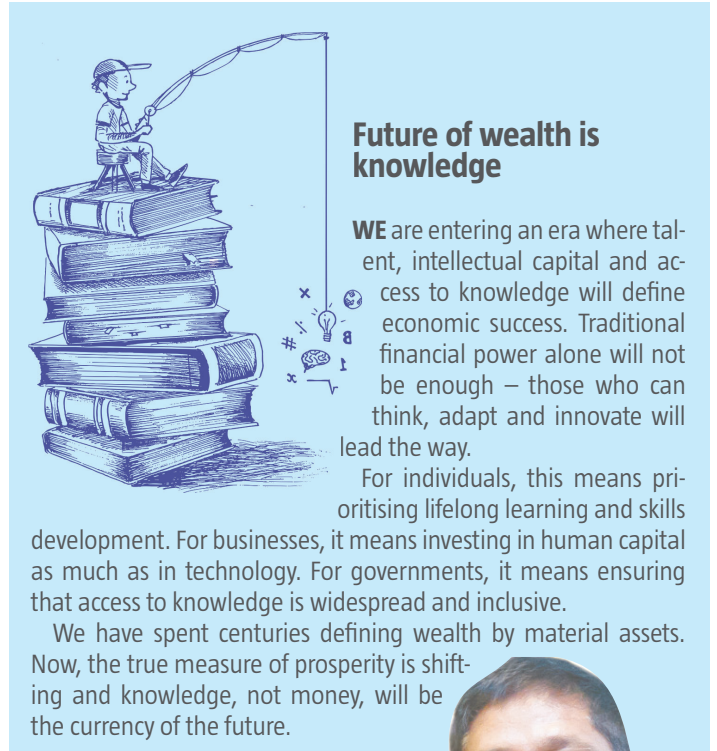 Future of wealth is
knowledge
WE are entering an era where tal-
ent, intellectual capital and ac-
cess to knowledge will define
economic success. Traditional
financial power alone will not
be enough – those who can
think, adapt and innovate will
lead the way.
For individuals, this means pri-
oritising lifelong learning and skills
development. For businesses, it means investing in human capital
as much as in technology. For governments, it means ensuring
that access to knowledge is widespread and inclusive.
We have spent centuries defining wealth by material assets.
Now, the true measure of prosperity is shift-
ing and knowledge, not money, will be
the currency of the future.